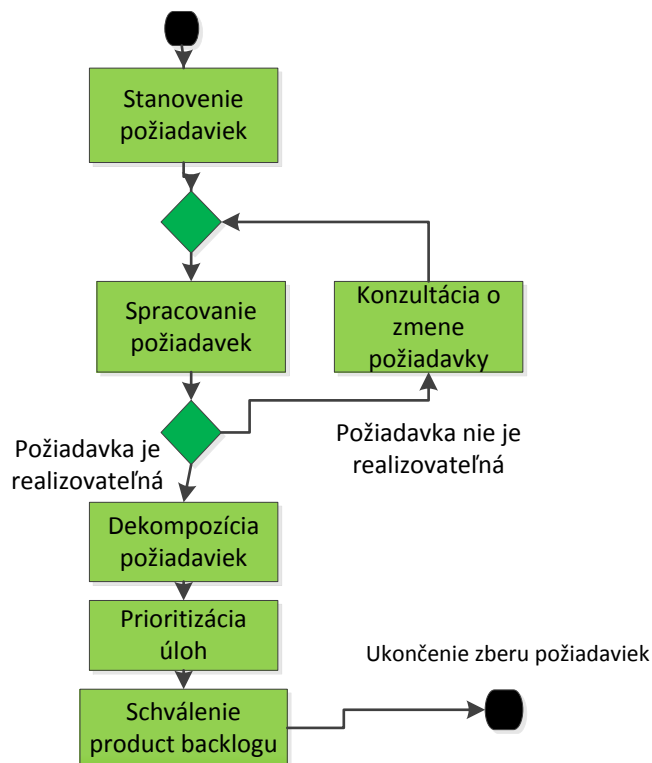 Stanovenie
požiadaviek
Spracovanie
požiadavek
Konzultácia o
zmene
požiadavky
Požiadavka je
realizovateľná
Požiadavka nie je
realizovateľná
Dekompozícia
požiadaviek
Prioritizácia
úloh
Ukončenie zberu požiadaviek
Schválenie
product backlogu